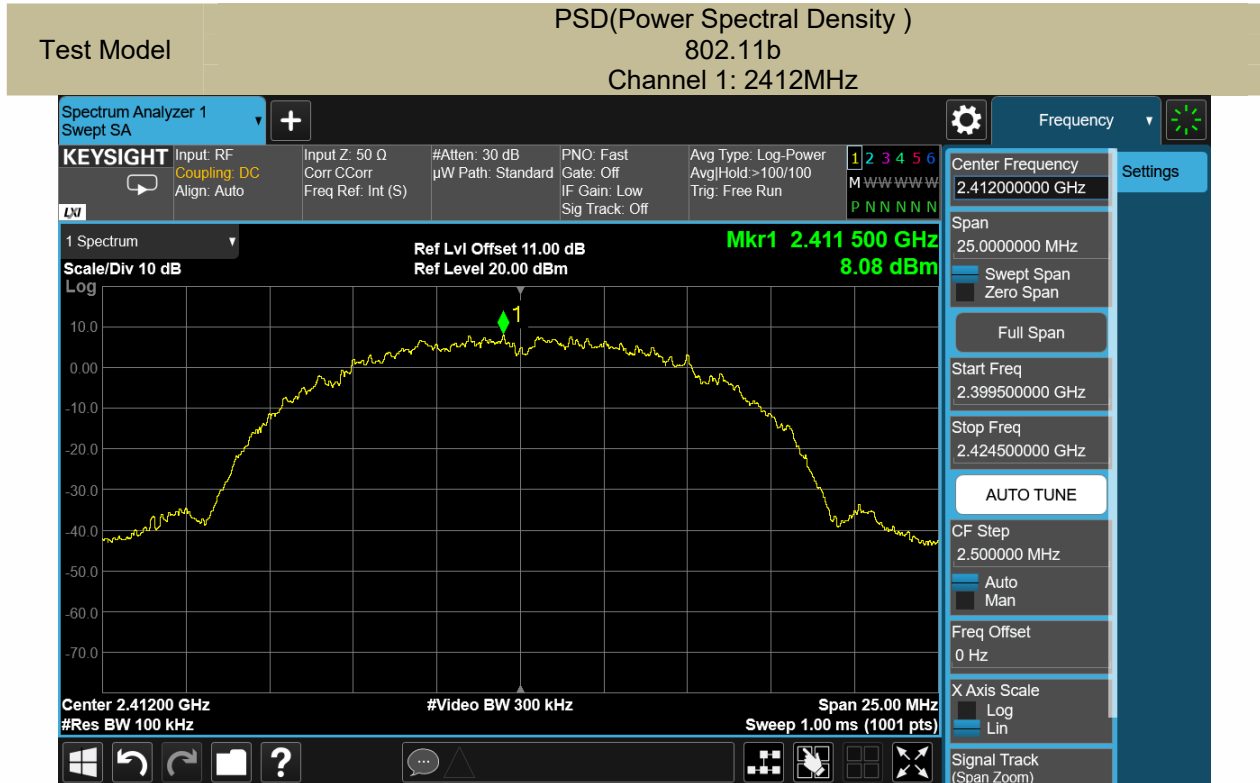 Test Model
PSD(Power Spectral Density )
802.11b
Channel 1: 2412MHz
Spectrum Analyzer 1
Swept SA
+
Frequency
KEYSIGHT
LXI
Input: RF
Coupling: DC
Align: Auto
Input Z: 50 Ω
Corr CCorr
Freq Ref: Int (S)
#Atten: 30 dB
µW Path: Standard
PNO: Fast
Gate: Off
IF Gain: Low
Sig Track: Off
Avg Type: Log-Power
Avg|Hold:>100/100
Trig: Free Run
1 2 3 4 5 6
M W W W W W
P N N N N N
1 Spectrum
Scale/Div 10 dB
Log
Ref Lvl Offset 11.00 dB
Ref Level 20.00 dBm
Mkr1 2.411 500 GHz
8.08 dBm
1
10.0
0.00
-10.0
-20.0
-30.0
-40.0
-50.0
-60.0
-70.0
Center 2.41200 GHz
#Res BW 100 kHz
#Video BW 300 kHz
Span 25.00 MHz
Sweep 1.00 ms (1001 pts)
?
Center Frequency
2.412000000 GHz
Settings
Span
25.0000000 MHz
Swept Span
Zero Span
Full Span
Start Freq
2.399500000 GHz
Stop Freq
2.424500000 GHz
AUTO TUNE
CF Step
2.500000 MHz
Auto
Man
Freq Offset
0 Hz
X Axis Scale
Log
Lin
Signal Track
(Span Zoom)